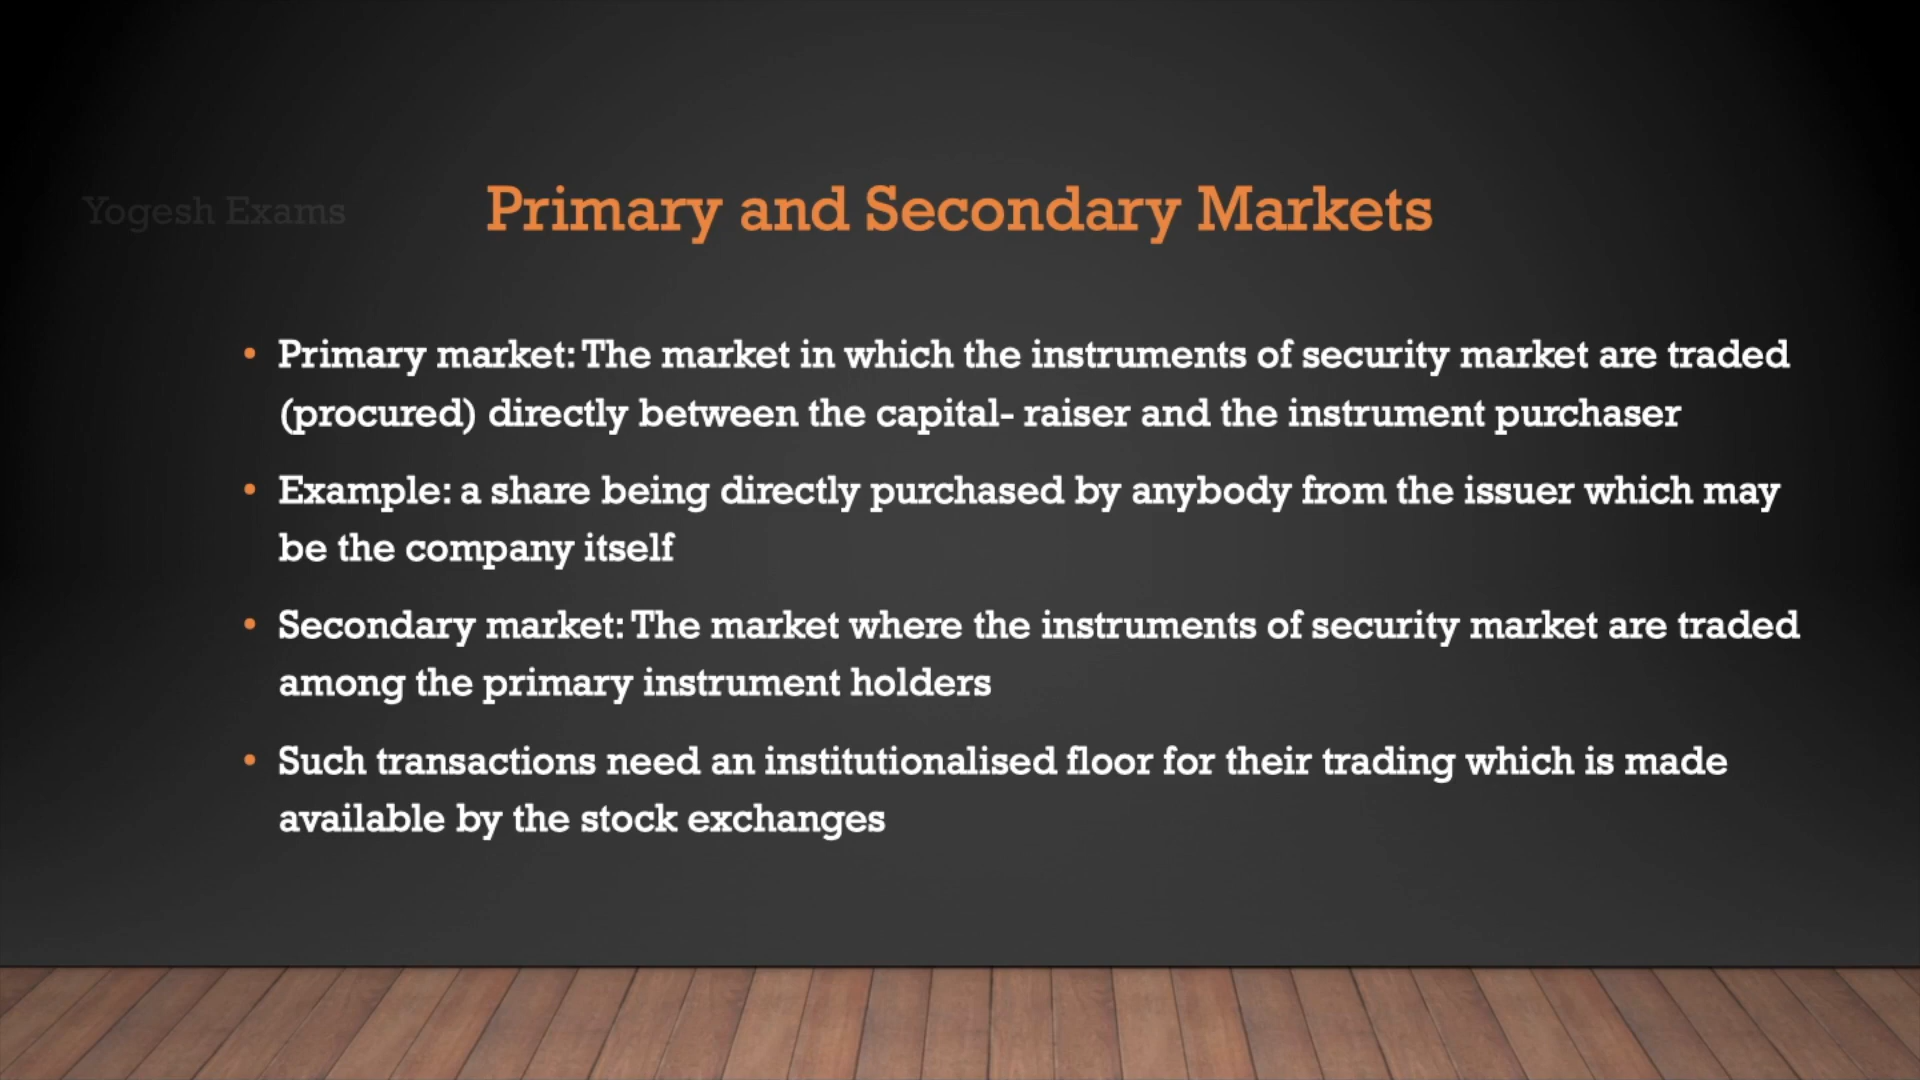 Yogesh Exams
Primary and Secondary Markets
• Primary market: The market in which the instruments of security market are traded
(procured) directly between the capital- raiser and the instrument purchaser
• Example: a share being directly purchased by anybody from the issuer which may
be the company itself
• Secondary market: The market where the instruments of security market are traded
among the primary instrument holders
• Such transactions need an institutionalised floor for their trading which is made
available by the stock exchanges